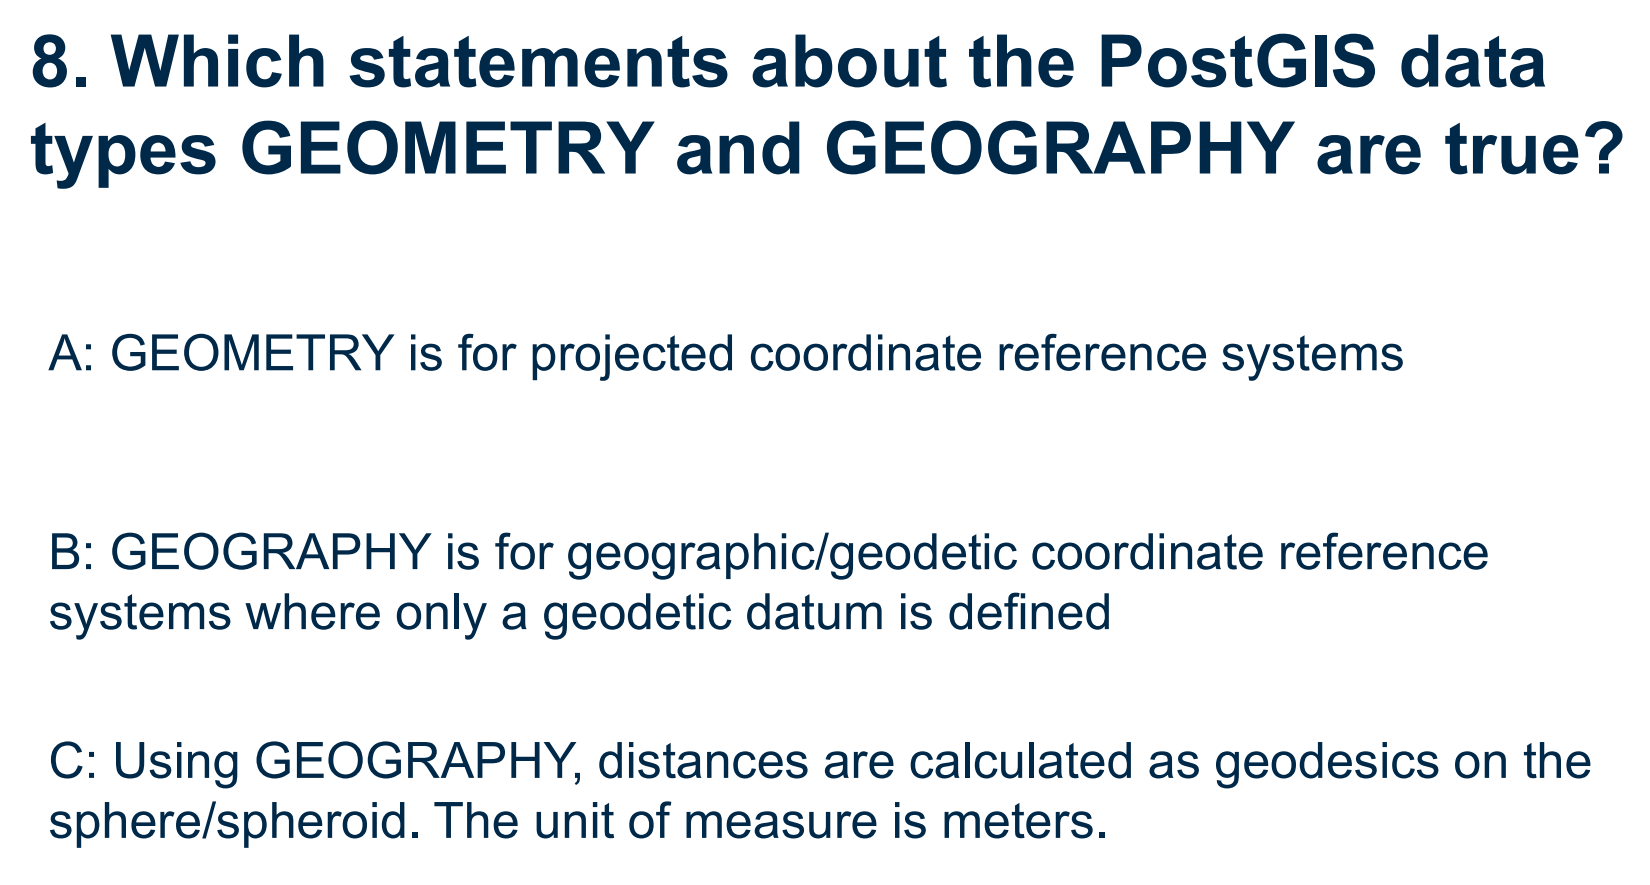 8. Which statements about the PostGIS data
types GEOMETRY and GEOGRAPHY are true?
A: GEOMETRY is for projected coordinate reference systems
B: GEOGRAPHY is for geographic/geodetic coordinate reference
systems where only a geodetic datum is defined
C: Using GEOGRAPHY, distances are calculated as geodesics on the
sphere/spheroid. The unit of measure is meters.